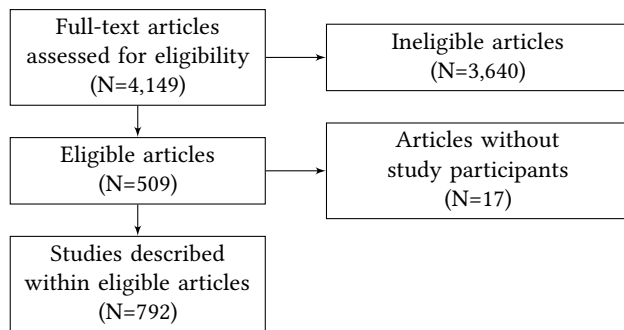 Full-text articles
assessed for eligibility
(N=4,149)
Ineligible articles
(N=3,640)
Eligible articles
(N=509)
Articles without
study participants
(N=17)
Studies described
within eligible articles
(N=792)